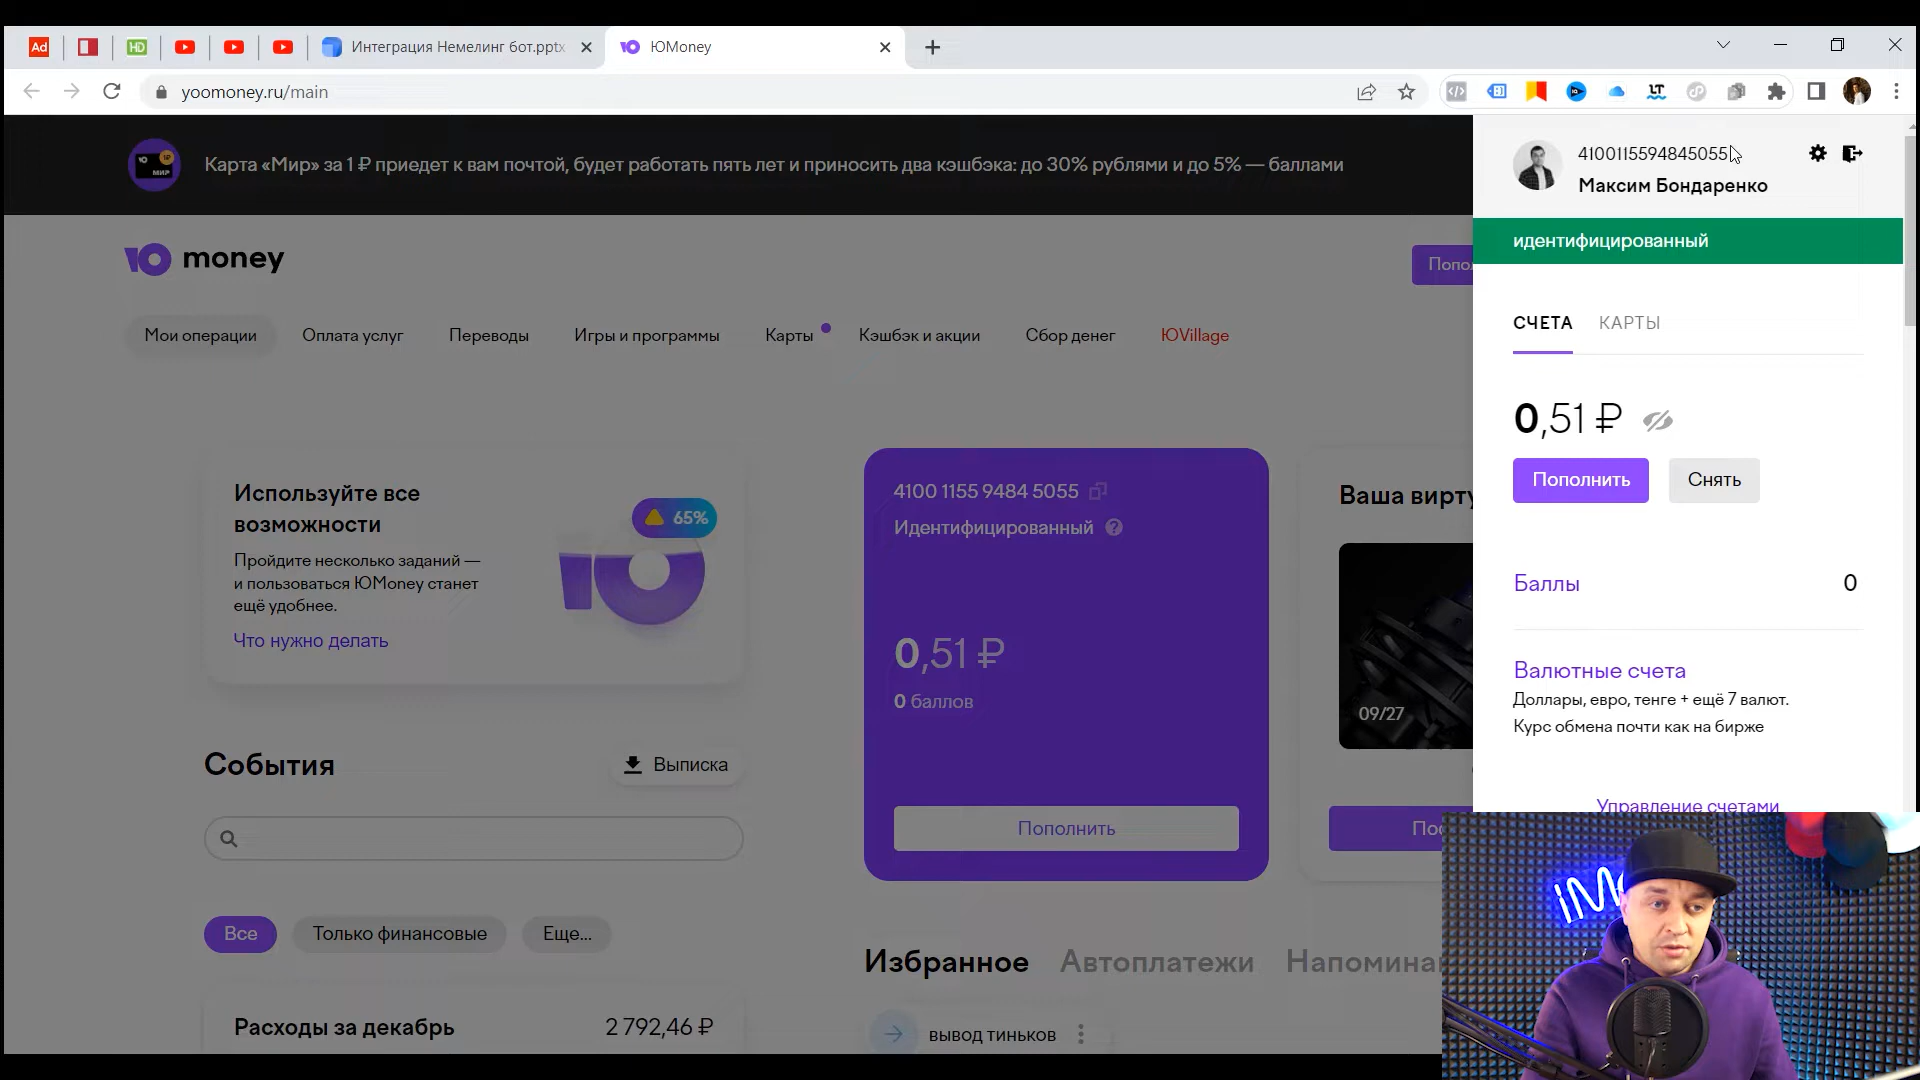 Ad
HD
Интеграция Немелинг бот.pptx
ЮMoney
yoomoney.ru/main
Карта «Мир» за 1 ₽ приедет к вам почтой, будет работать пять лет и приносить два кэшбэка: до 30% рублями и до 5% — баллами
money
Мои операции
Оплата услуг
Переводы
Игры и программы
Карты
Кэшбэк и акции
Сбор денег
ЮVillage
Используйте все
возможности
65%
Пройдите несколько заданий —
и пользоваться ЮMoney станет
ещё удобнее.
Что нужно делать
События
Выписка
Все
Только финансовые
Еще...
Расходы за декабрь
2 792,46 ₽
4100 1155 9484 5055
Идентифицированный
0,51 ₽
0 баллов
Пополнить
09/27
Избранное
Автоплатежи
вывод тиньков
4100115594845055
Максим Бондаренко
идентифицированный
СЧЕТА
КАРТЫ
0,51 ₽
Пополнить
Снять
Баллы
0
Валютные счета
Доллары, евро, тенге + ещё 7 валют.
Курс обмена почти как на бирже
Управление счетами